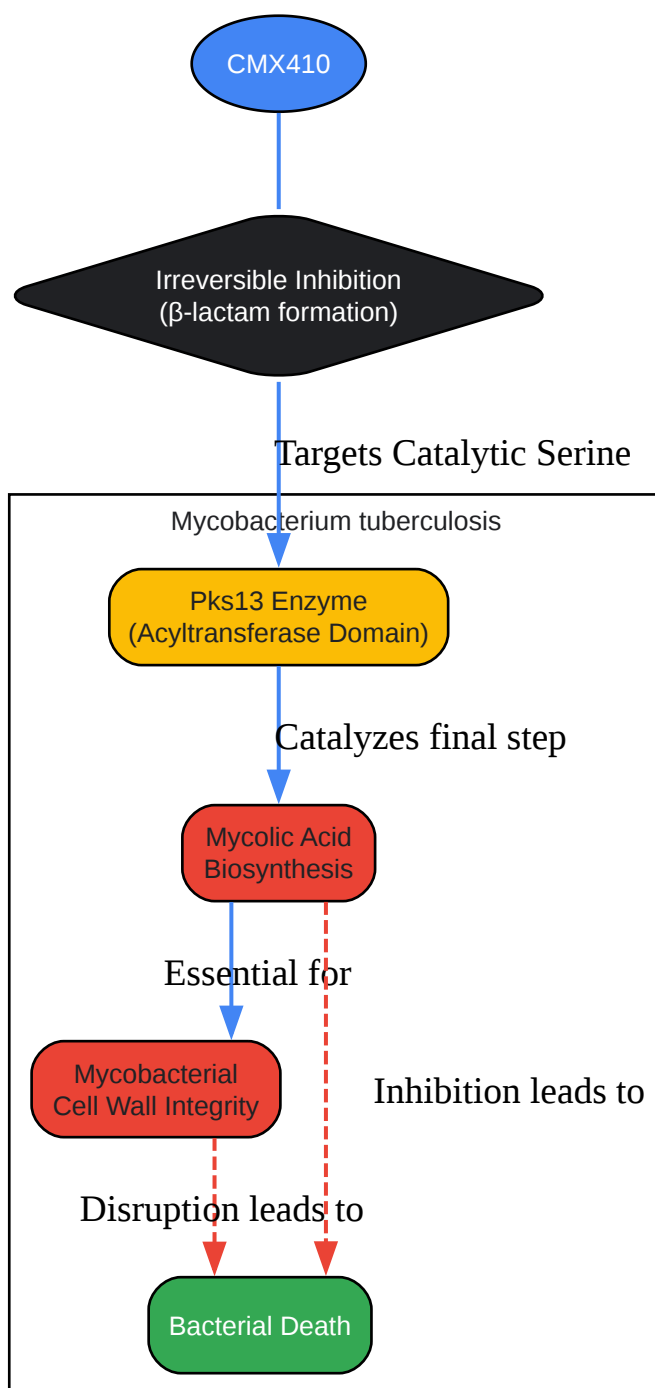 CMX410
Irreversible Inhibition
(β-lactam formation)
Targets Catalytic Serine
Mycobacterium tuberculosis
Pks13 Enzyme
(Acyltransferase Domain)
Catalyzes final step
Mycolic Acid
Biosynthesis
Essential for
Mycobacterial
Cell Wall Integrity
Inhibition leads to
Disruption leads to
Bacterial Death